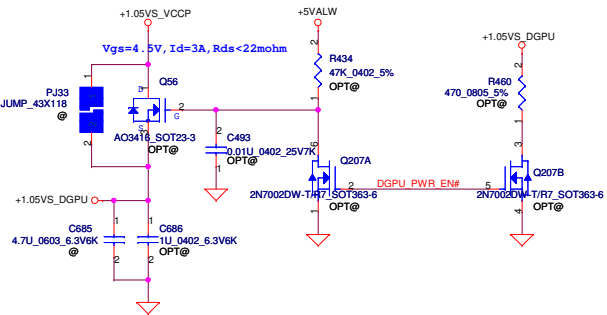 +1.05VS_VCCP
+5VALW
+1.05VS_DGPU
Vgs=4.5V,Id=3A,Rds<22mohm
2
2
1
Q56
R434
47K_0402_5%
OPT@
R460
470_0805_5%
OPT@
PJ33
JUMP_43X118
@
D
S
G
2
1
1
2
AO3416_SOT23-3
OPT@
2
C493
0.01U_0402_25V7K
OPT@
1
6
3
Q207A
Q207B
2
DGPU_PWR_EN#
5
2N7002DW-T/R7_SOT363-6
OPT@
2N7002DW-T/R7_SOT363-6
OPT@
1
4
+1.05VS_DGPU
1
1
C685
4.7U_0603_6.3V6K
@
C686
1U_0402_6.3V6K
OPT@
2
2